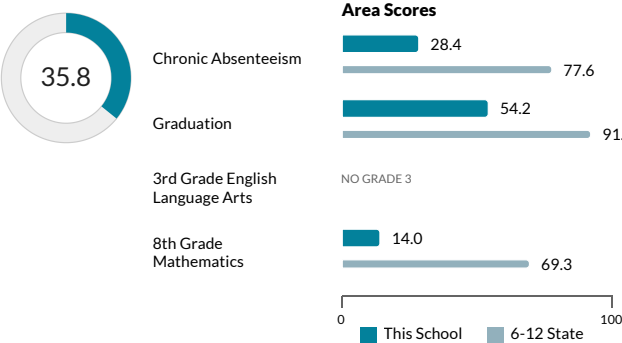 Area Scores
35.8
Chronic Absenteeism
28.4
77.6
Graduation
54.2
91.
3rd Grade English
Language Arts
NO GRADE 3
8th Grade
Mathematics
14.0
69.3
0
100
This School
6-12 State